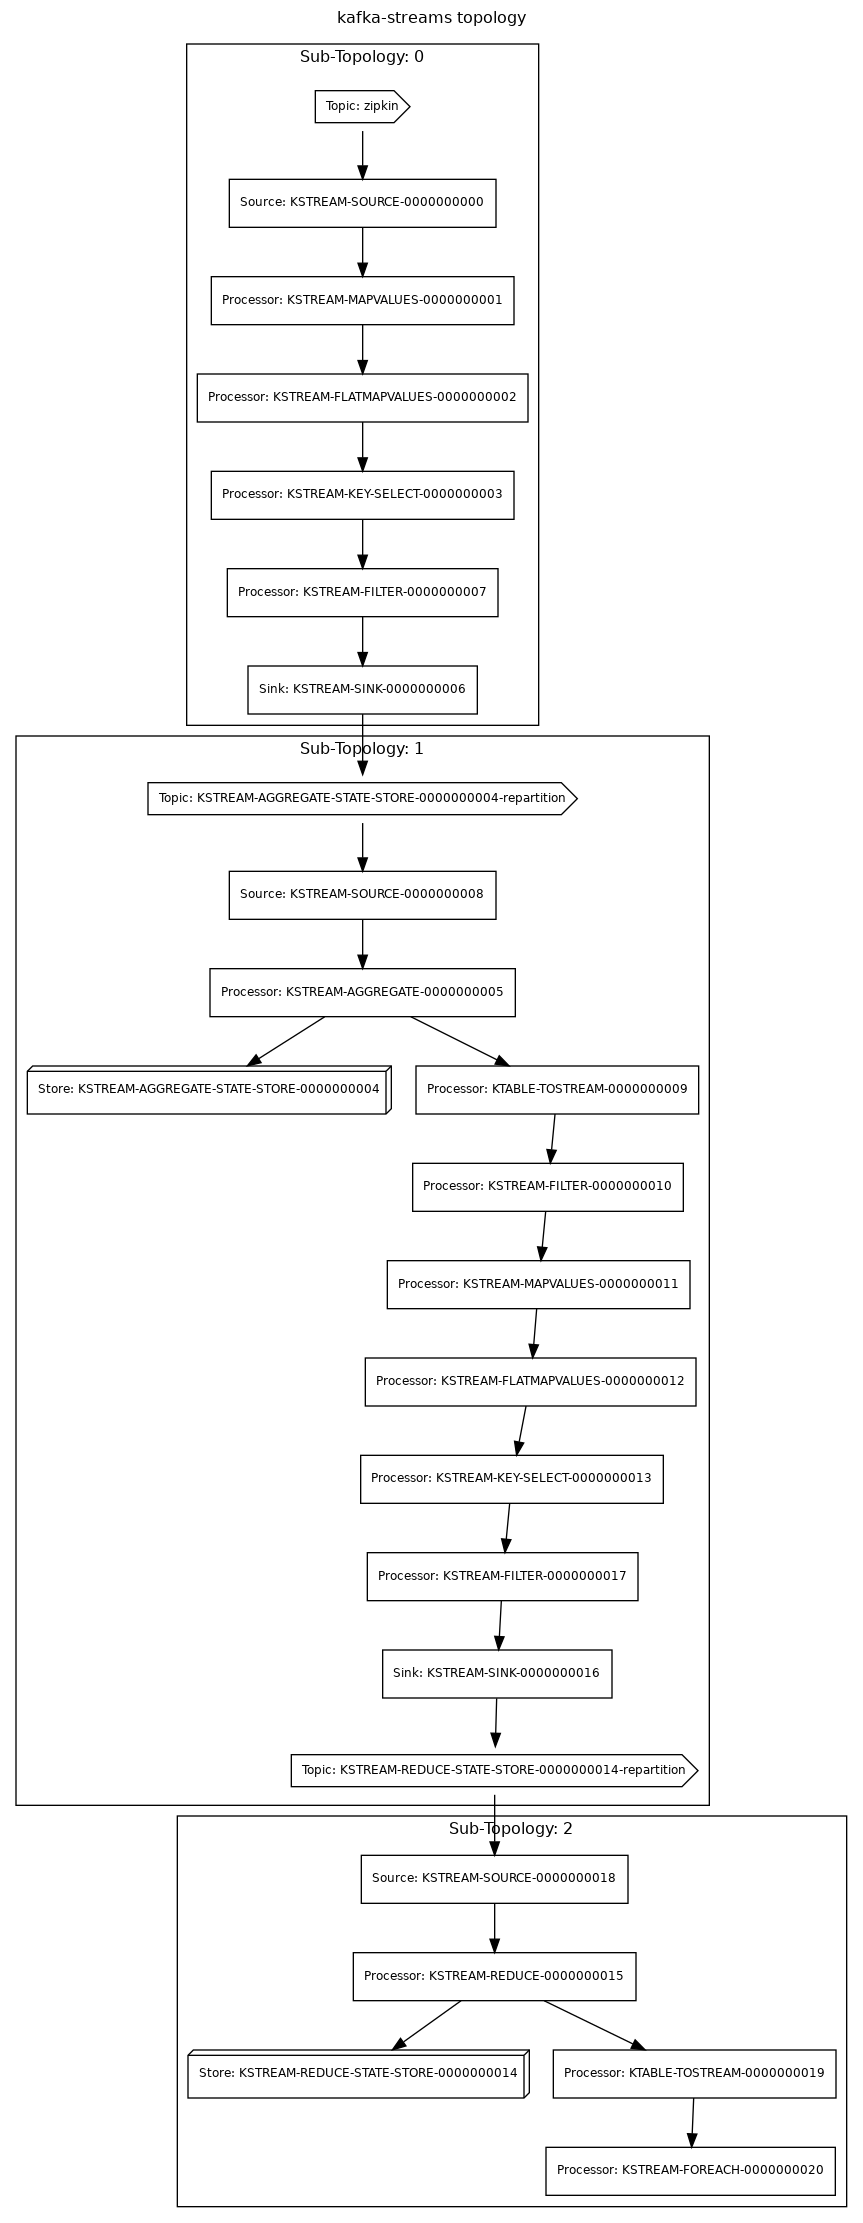 kafka-streams topology
Sub-Topology: 0
Topic: zipkin
Source: KSTREAM-SOURCE-0000000000
Processor: KSTREAM-MAPVALUES-0000000001
Processor: KSTREAM-FLATMAPVALUES-0000000002
Processor: KSTREAM-KEY-SELECT-0000000003
Processor: KSTREAM-FILTER-0000000007
Sink: KSTREAM-SINK-0000000006
Sub-Topology: 1
Topic: KSTREAM-AGGREGATE-STATE-STORE-0000000004-repartition
Source: KSTREAM-SOURCE-0000000008
Processor: KSTREAM-AGGREGATE-0000000005
Store: KSTREAM-AGGREGATE-STATE-STORE-0000000004
Processor: KTABLE-TOSTREAM-0000000009
Processor: KSTREAM-FILTER-0000000010
Processor: KSTREAM-MAPVALUES-0000000011
Processor: KSTREAM-FLATMAPVALUES-0000000012
Processor: KSTREAM-KEY-SELECT-0000000013
Processor: KSTREAM-FILTER-0000000017
Sink: KSTREAM-SINK-0000000016
Topic: KSTREAM-REDUCE-STATE-STORE-0000000014-repartition
Sub-Topology: 2
Source: KSTREAM-SOURCE-0000000018
Processor: KSTREAM-REDUCE-0000000015
Store: KSTREAM-REDUCE-STATE-STORE-0000000014
Processor: KTABLE-TOSTREAM-0000000019
Processor: KSTREAM-FOREACH-0000000020